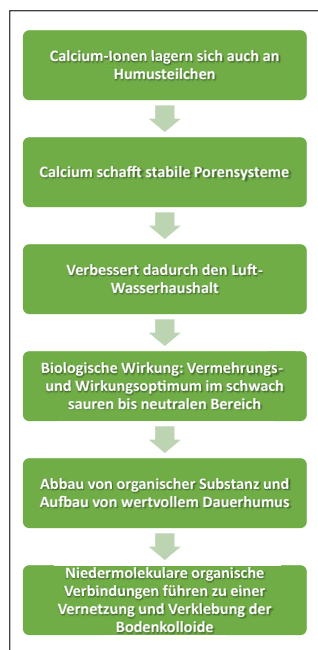 Calcium-Ionen lagern sich auch an
Humusteilchen
Calcium schafft stabile Porensysteme
Verbessert dadurch den Luft-
Wasserhaushalt
Biologische Wirkung: Vermehrungs-
und Wirkungsoptimum im schwach
sauren bis neutralen Bereich
Abbau von organischer Substanz und
Aufbau von wertvollem Dauerhumus
Niedermolekulare organische
Verbindungen führen zu einer
Vernetzung und Verklebung der
Bodenkolloide